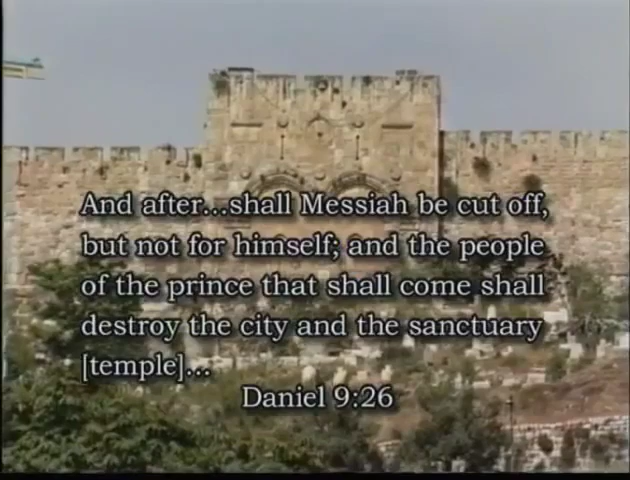 And after...shall Messiah be cut off,
but not for himself; and the people
of the prince that shall come shall
destroy the city and the sanctuary
[temple]...
Daniel 9:26